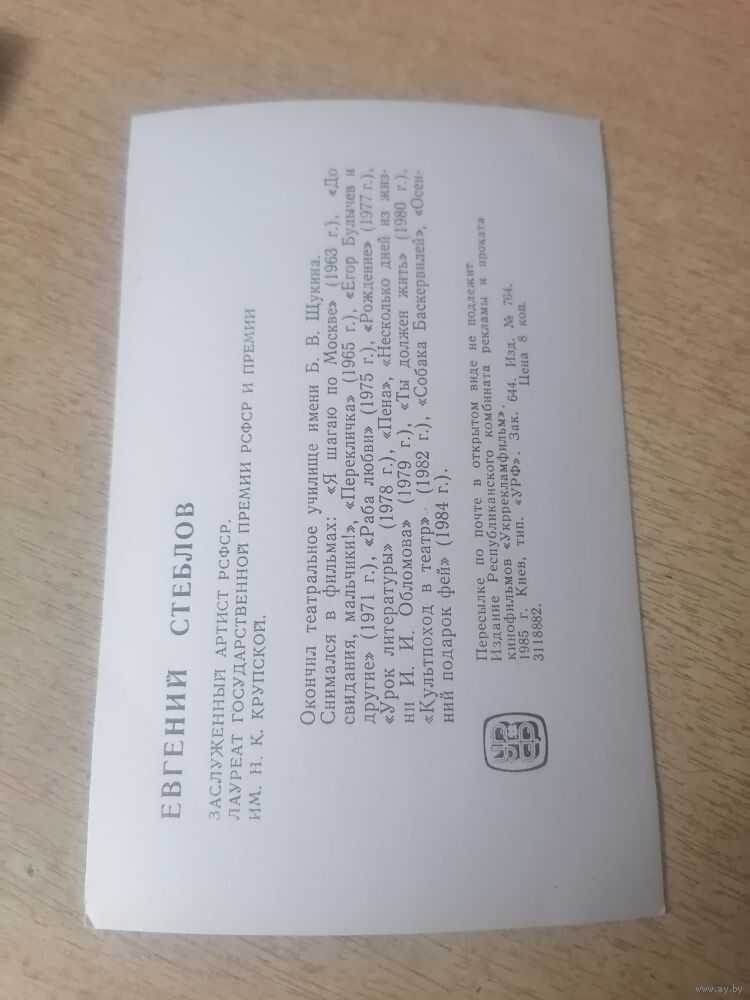 ЕВГЕНИЙ СТЕБЛОВ
ЗАСЛУЖЕННЫЙ АРТИСТ РСФСР.
ЛАУРЕАТ ГОСУДАРСТВЕННОЙ ПРЕМИИ РСФСР И ПРЕМИИ
ИМ. Н. К. КРУПСКОЙ.
Окончил театральное училище имени Б. В. Щукина.
Снимался в фильмах: «Я шагаю по Москве» (1963 г.), «До
свидания, мальчики!», «Перекличка» (1965 г.), «Егор Булычев и
другие» (1971 г.), «Раба любви» (1975 г.), «Рождение» (1977 г.),
«Урок литературы» (1978 г.), «Пена», «Несколько дней из жиз-
ни И. И. Обломова» (1979 г.), «Ты должен жить» (1980 г.),
«Культпоход в театр» (1982 г.), «Собака Баскервилей», «Осен-
ний подарок фей» (1984 г.).
Пересылке по почте в открытом виде не подлежит.
Издание Республиканского комбината рекламы и проката
кинофильмов «Укррекламфильм».
1985 г. Киев, тип. «УРФ». Зак. 644. Изд. № 764.
3118882. Цена 8 коп.
www.ay.by